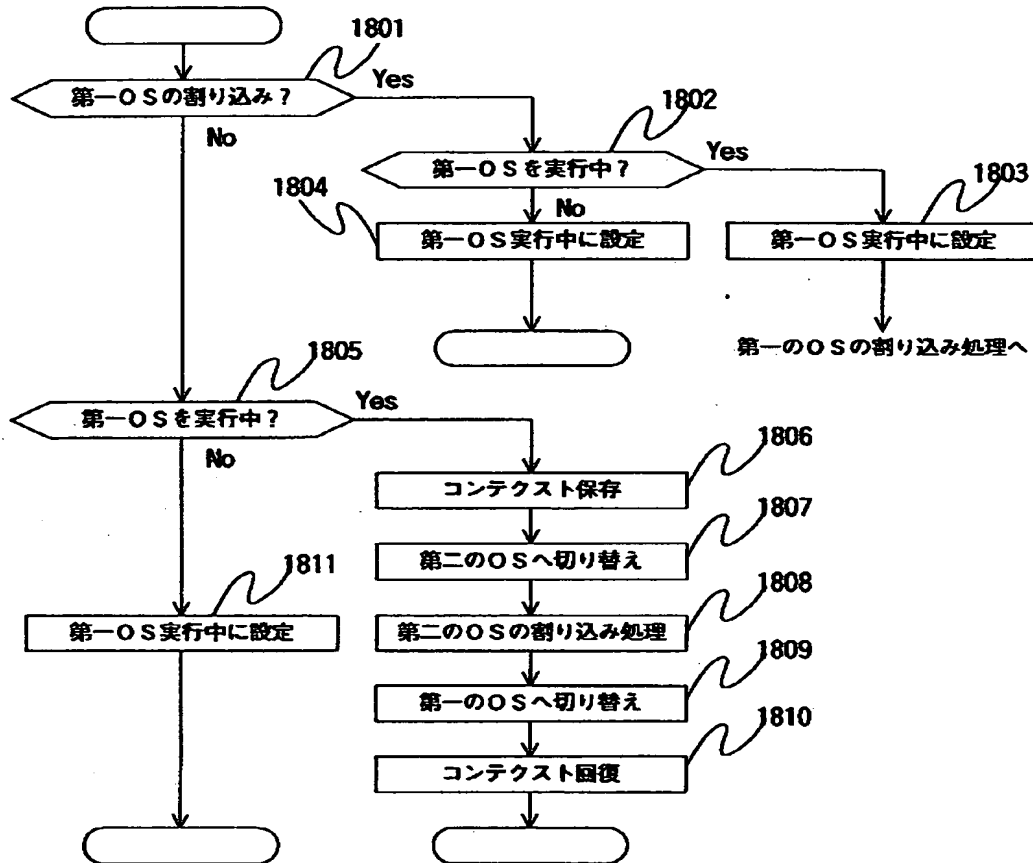 1801
第一OSの割り込み?
Yes
No
1802
第一OSを実行中?
Yes
No
1803
第一OS実行中に設定
第一のOSの割り込み処理へ
1804
第一OS実行中に設定
1805
第一OSを実行中?
Yes
No
1806
コンテクスト保存
1807
第二のOSへ切り替え
1808
第二のOSの割り込み処理
1809
第一のOSへ切り替え
1810
コンテクスト回復
1811
第一OS実行中に設定